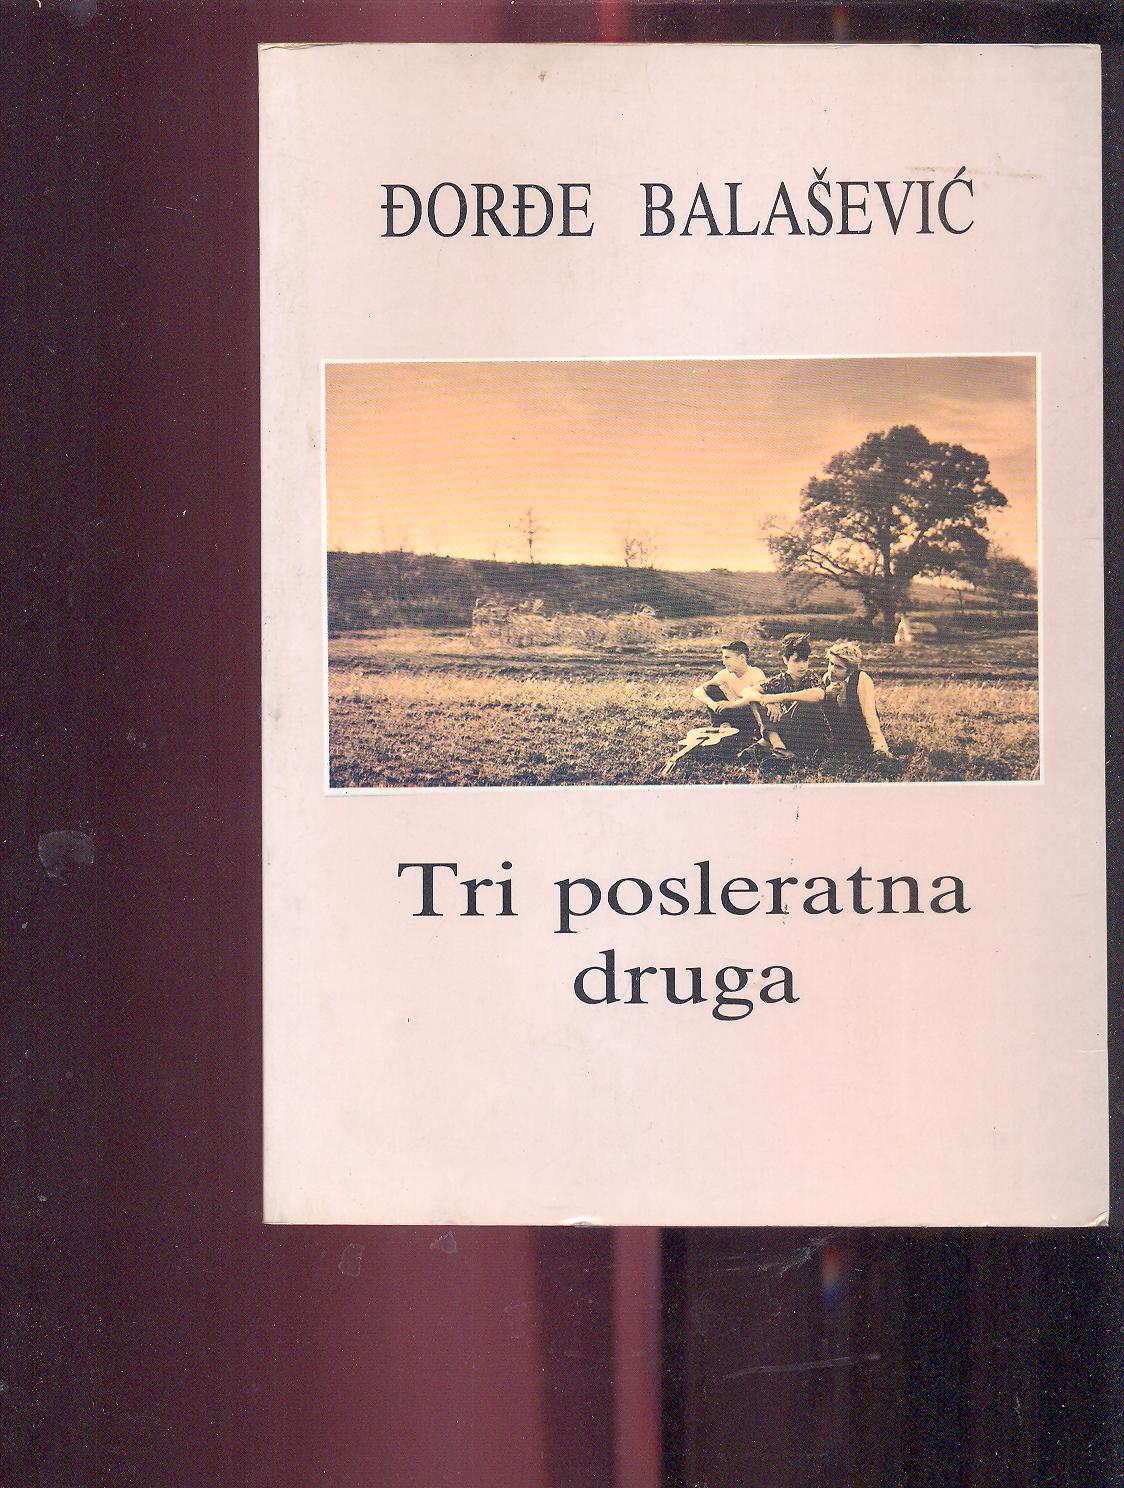 ĐORĐE BALAŠEVIĆ
Tri posleratna
druga